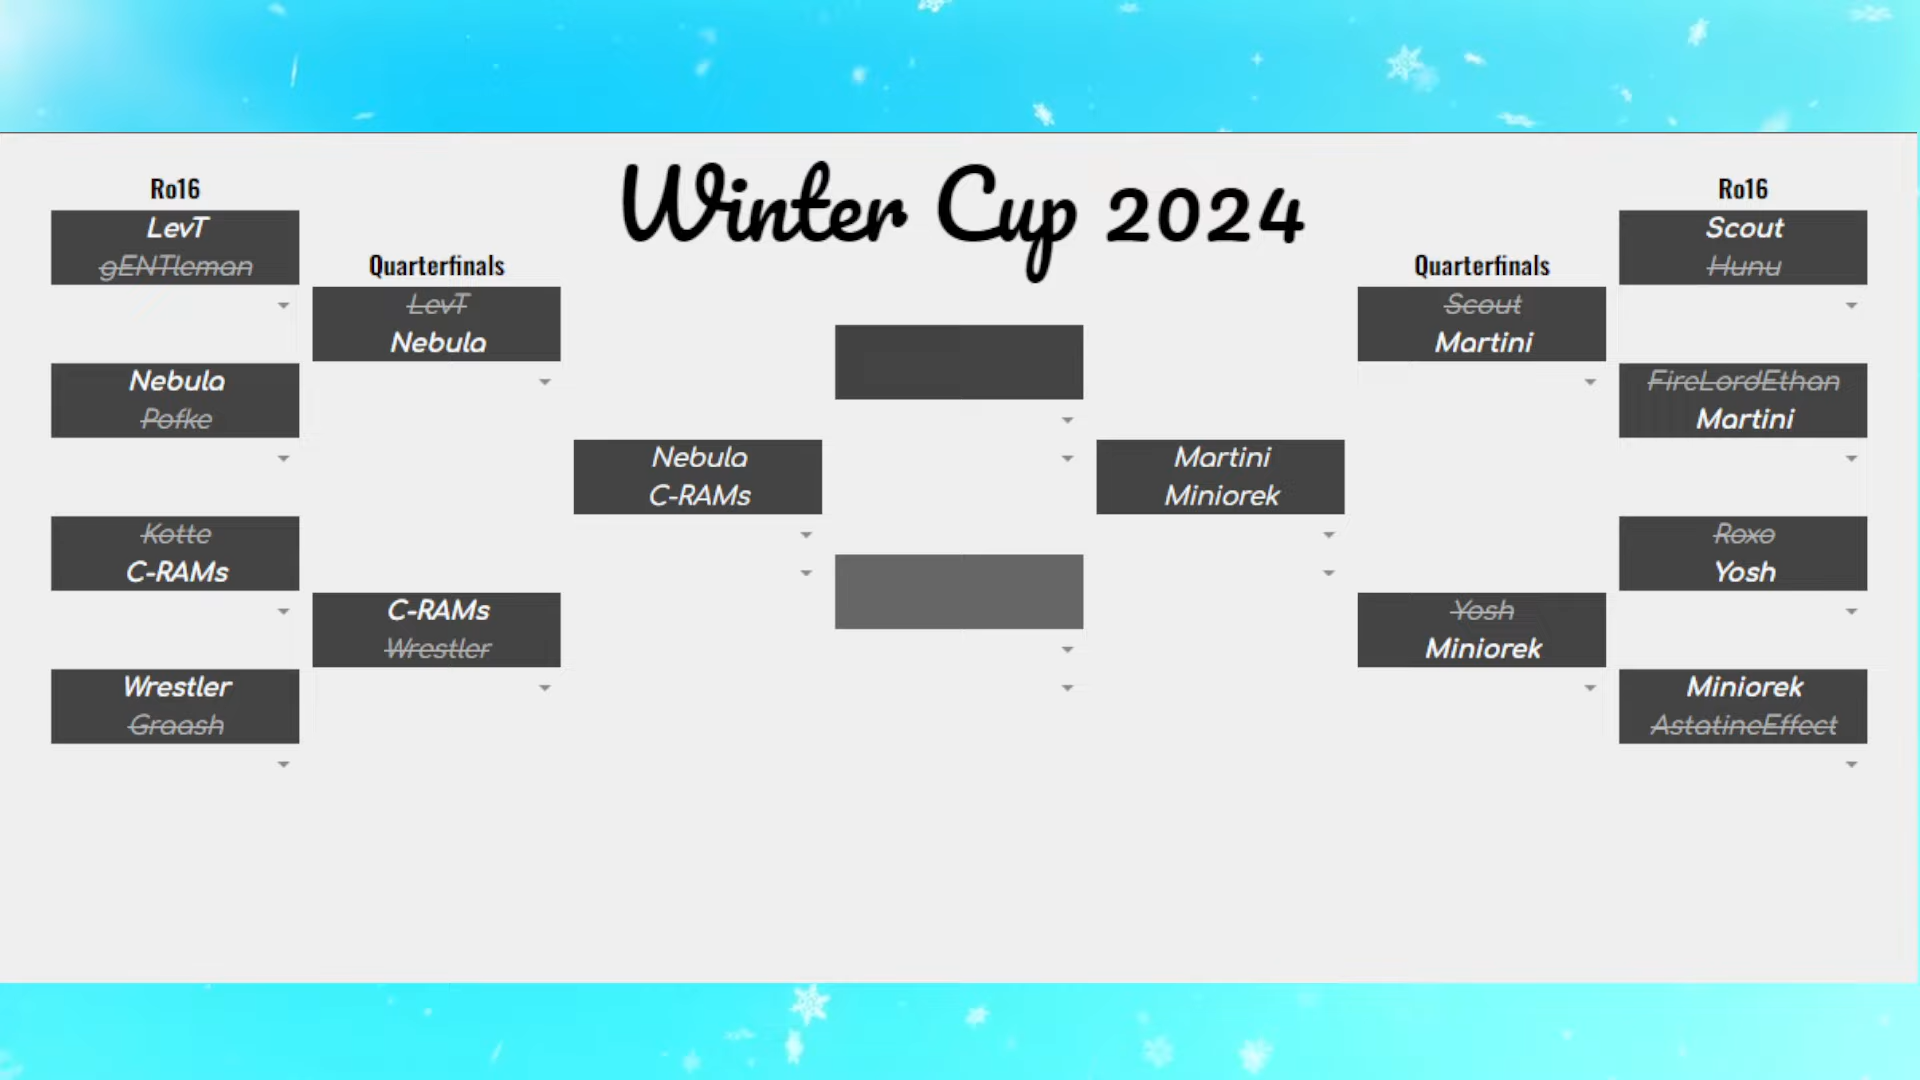 Winter Cup 2024
Ro16
LevT
gENTleman
Nebula
Pofke
Kotte
C-RAMs
Wrestler
Graash
Quarterfinals
LevT
Nebula
C-RAMs
Wrestler
Nebula
C-RAMs
Martini
Miniorek
Quarterfinals
Scout
Martini
Yosh
Miniorek
Ro16
Scout
Hunu
FireLordEthan
Martini
Roxo
Yosh
Miniorek
AstatineEffect